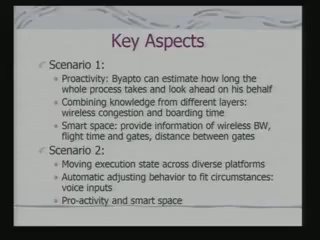 Key Aspects
Scenario 1:
Proactivity: Byapto can estimate how long the
whole process takes and look ahead on his behalf
Combining knowledge from different layers:
wireless congestion and boarding time
Smart space: provide information of wireless BW,
flight time and gates, distance between gates
Scenario 2:
Moving execution state across diverse platforms
Automatic adjusting behavior to fit circumstances:
voice inputs
Pro-activity and smart space